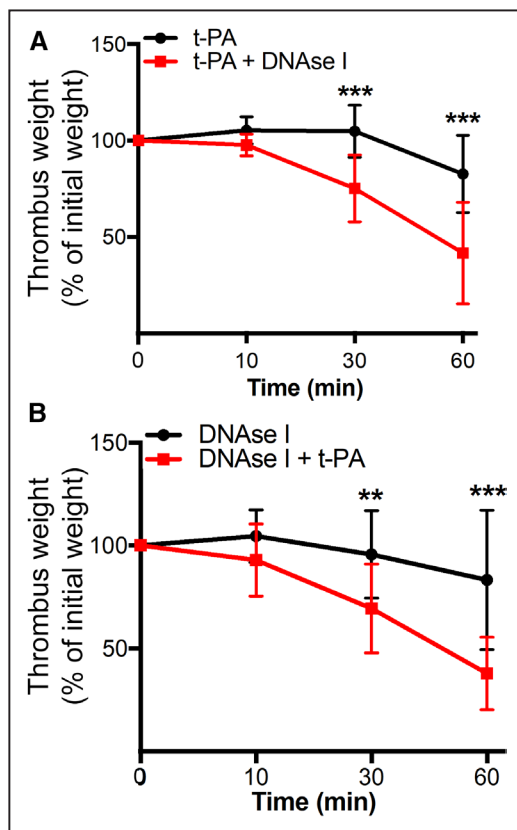 A
150
t-PA
t-PA + DNAse I
***
***
100
50
Thrombus weight
(% of initial weight)
0
10
30
60
Time (min)
B
150
DNAse I
DNAse I + t-PA
**
***
100
50
Thrombus weight
(% of initial weight)
0
10
30
60
Time (min)